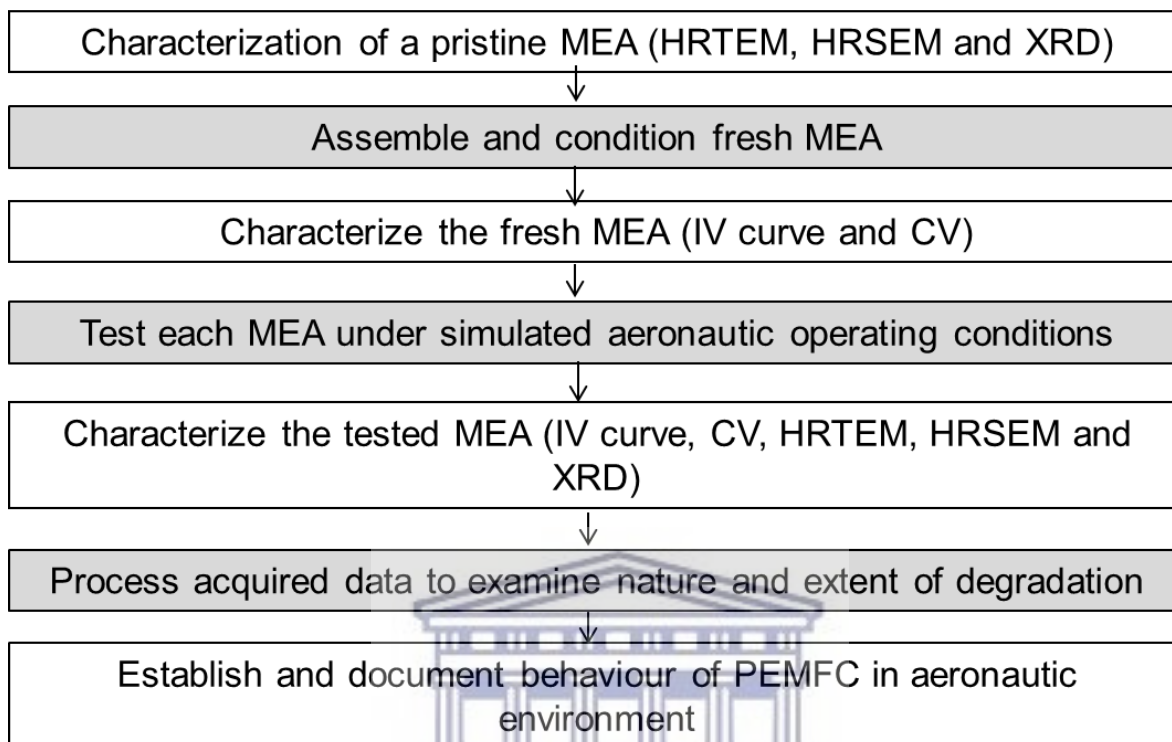 Characterization of a pristine MEA (HRTEM, HRSEM and XRD)
Assemble and condition fresh MEA
Characterize the fresh MEA (IV curve and CV)
Test each MEA under simulated aeronautic operating conditions
Characterize the tested MEA (IV curve, CV, HRTEM, HRSEM and
XRD)
Process acquired data to examine nature and extent of degradation
Establish and document behaviour of PEMFC in aeronautic
environment